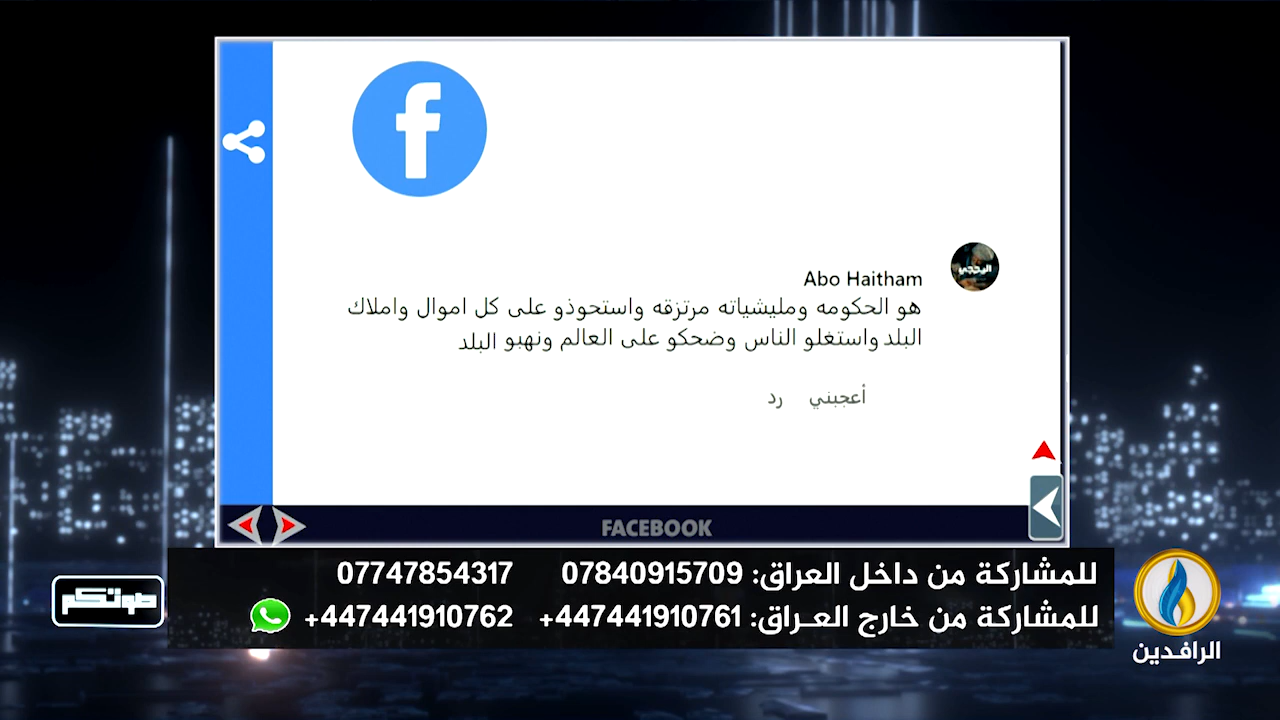 Abo Haitham
هو الحكومه ومليشياته مرتزقه واستحوذو على كل اموال واملاك
البلد واستغلو الناس وضحكو على العالم ونهبو البلد
أعجبني رد
FACEBOOK
للمشاركة من داخل العراق: 07840915709 07747854317
للمشاركة من خارج العـراق: 447441910761+ 447441910762+
صوتكم
الرافدين